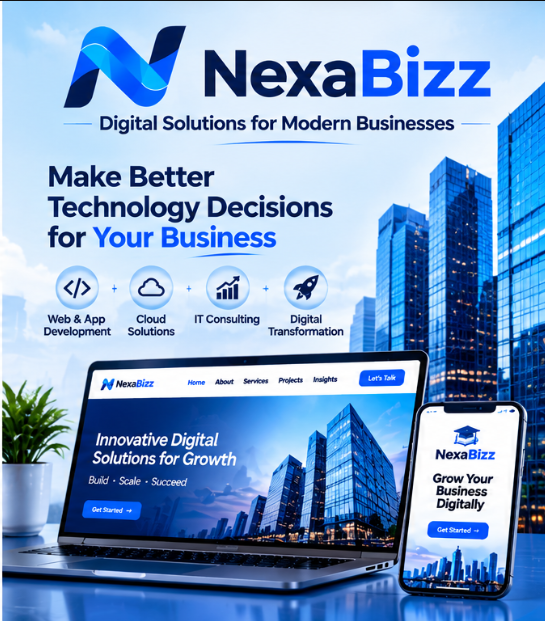 NexaBizz
Digital Solutions for Modern Businesses
Make Better
Technology Decisions
for Your Business
Web & App
Development
Cloud
Solutions
IT Consulting
Digital
Transformation
NexaBizz
Home About Services Projects Insights Let's Talk
Innovative Digital
Solutions for Growth
Build • Scale • Succeed
Get Started →
NexaBizz
Grow Your
Business
Digitally
Get Started →